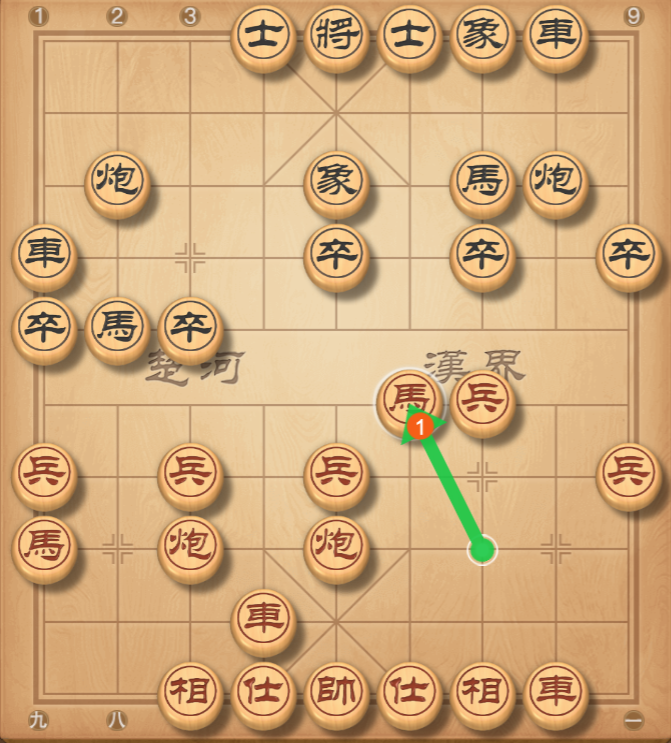 1 2 3 9
士 將 士 象 車
炮 象 馬 炮
車 卒 卒 卒
卒 馬 卒
楚河 漢界
馬 兵
1
兵 兵 兵 兵
馬 炮 炮
車
相 仕 帥 仕 相 車
九 八 一